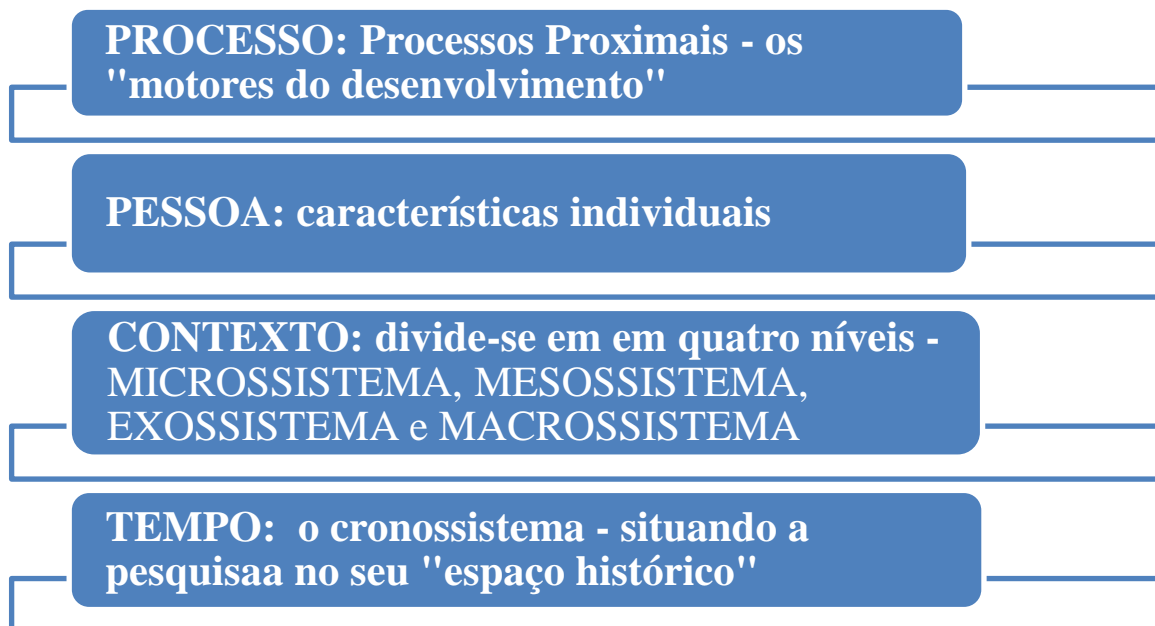 PROCESSO: Processos Proximais - os
"motores do desenvolvimento"
PESSOA: características individuais
CONTEXTO: divide-se em em quatro níveis -
MICROSSISTEMA, MESOSSISTEMA,
EXOSSISTEMA e MACROSSISTEMA
TEMPO:  o cronossistema - situando a
pesquisaa no seu "espaço histórico"